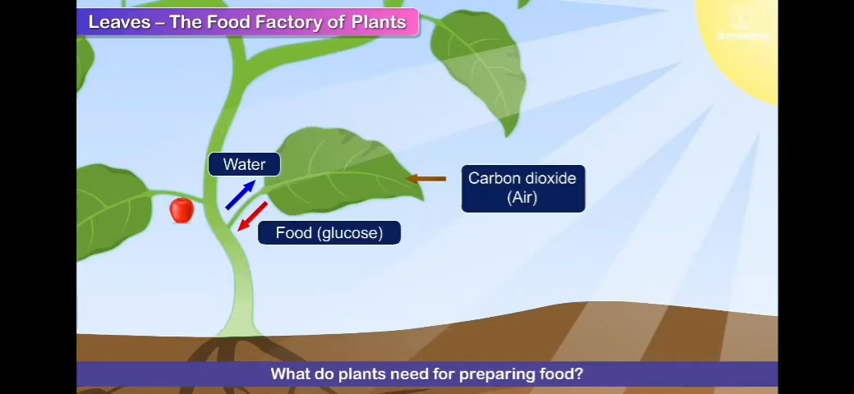 Leaves – The Food Factory of Plants
Water
Carbon dioxide
(Air)
Food (glucose)
What do plants need for preparing food?